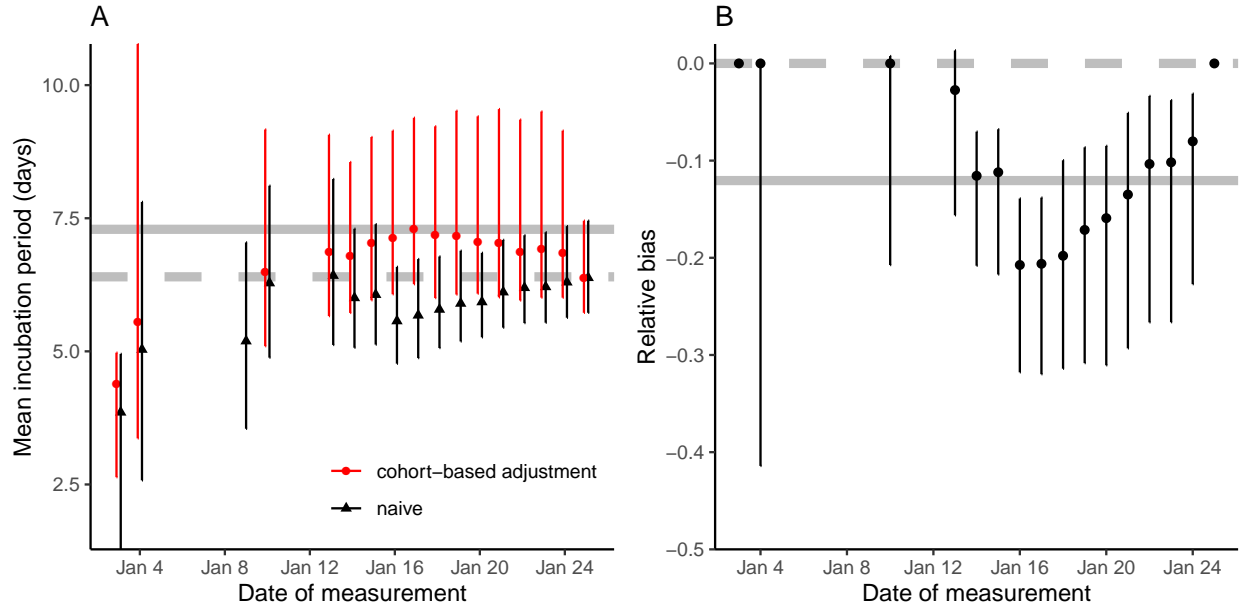 A
Mean incubation period (days)
10.0
7.5
5.0
2.5
cohort−based adjustment
naive
Jan 4
Jan 8
Jan 12
Jan 16
Jan 20
Jan 24
Date of measurement
B
Relative bias
0.0
−0.1
−0.2
−0.3
−0.4
−0.5
Jan 4
Jan 8
Jan 12
Jan 16
Jan 20
Jan 24
Date of measurement